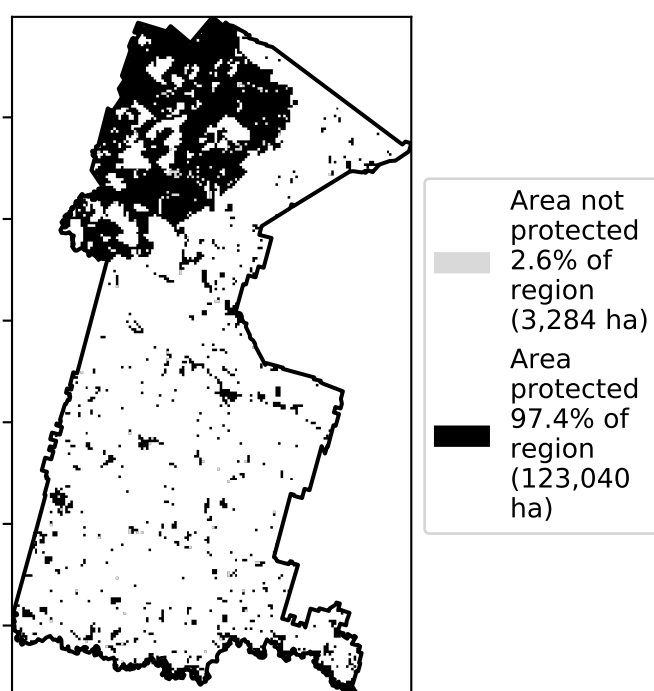 Area not
protected
2.6% of
region
(3,284 ha)
Area
protected
97.4% of
region
(123,040
ha)